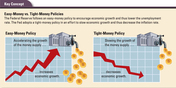 Key Concept
Easy-Money vs. Tight-Money Policies
The Federal Reserve follows an easy-money policy to encourage economic growth and thus lower the unemployment
rate. The Fed adopts a tight-money policy in an effort to slow economic growth and thus decrease the inflation rate.
Easy-Money Policy
Accelerating the growth
of the money supply . . .
. . . increases
economic growth.
Tight-Money Policy
Slowing the growth of
the money supply . . .
. . . decreases
economic growth.